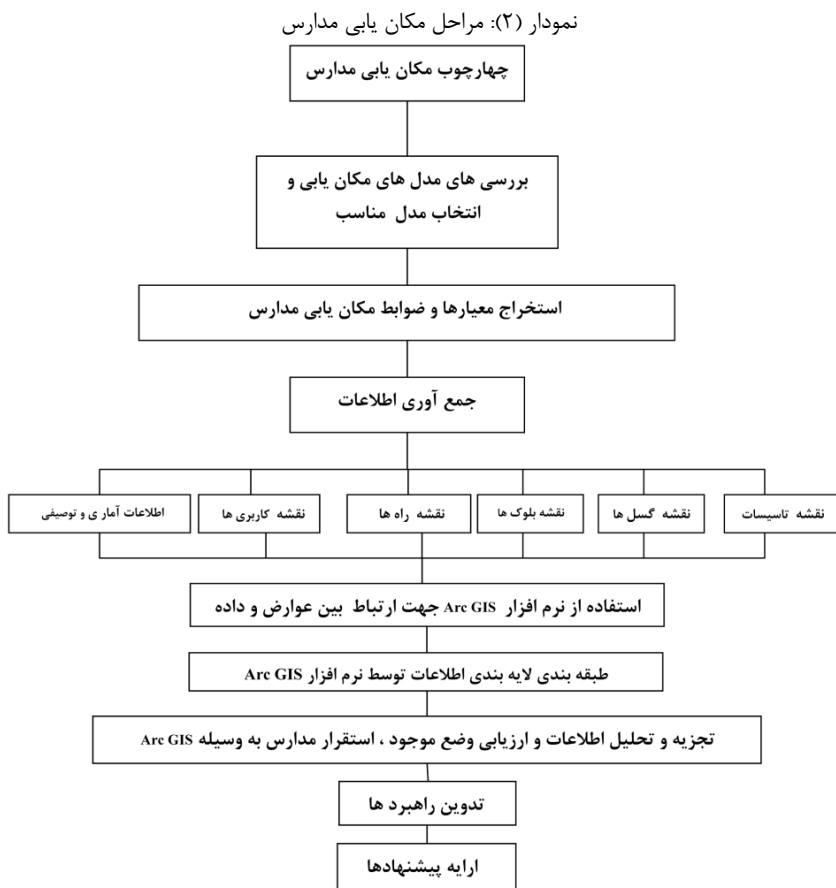 نمودار (۲): مراحل مکان یابی مدارس
چهارچوب مکان یابی مدارس
بررسی های مدل های مکان یابی و
انتخاب مدل مناسب
استخراج معیارها و ضوابط مکان یابی مدارس
جمع آوری اطلاعات
نقشه تاسیسات
نقشه گسل ها
نقشه بلوک ها
نقشه راه ها
نقشه کاربری ها
اطلاعات آمار ی و توصیفی
استفاده از نرم افزار Arc GIS جهت ارتباط بین عوارض و داده
طبقه بندی لایه بندی اطلاعات توسط نرم افزار Arc GIS
تجزیه و تحلیل اطلاعات و ارزیابی وضع موجود ، استقرار مدارس به وسیله Arc GIS
تدوین راهبرد ها
ارایه پیشنهادها